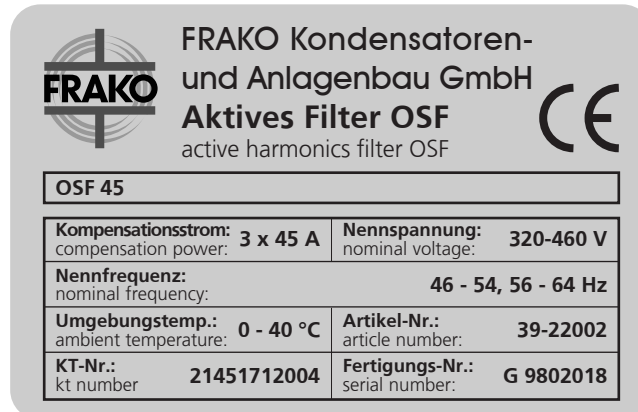 FRAKO
FRAKO Kondensatoren-
und Anlagenbau GmbH
Aktives Filter OSF
active harmonics filter OSF
CE
OSF 45
Kompensationsstrom: 3 x 45 A
compensation power:
Nennspannung: 320-460 V
nominal voltage:
Nennfrequenz: 46 - 54, 56 - 64 Hz
nominal frequency:
Umgebungstemp.: 0 - 40 °C
ambient temperature:
Artikel-Nr.: 39-22002
article number:
KT-Nr.: 21451712004
kt number
Fertigungs-Nr.: G 9802018
serial number: